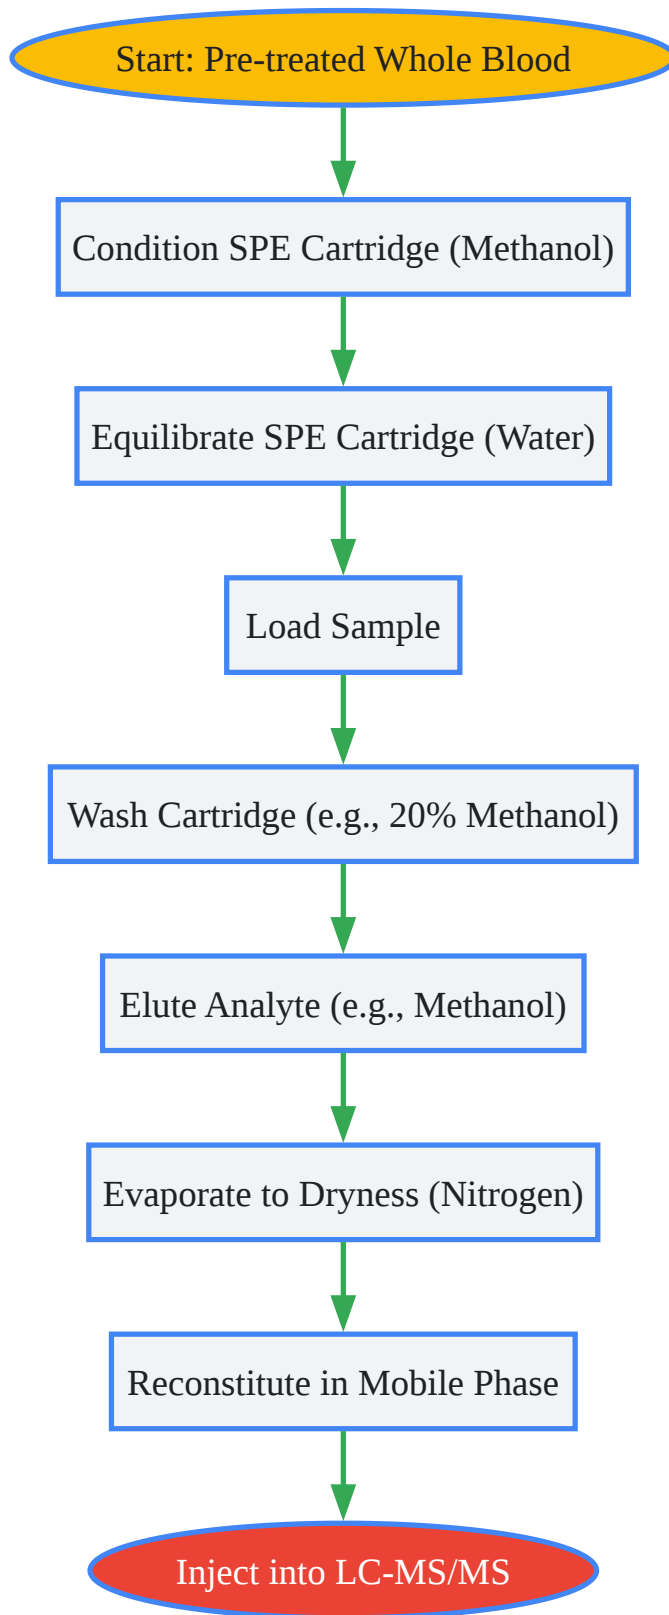 Start: Pre-treated Whole Blood
Condition SPE Cartridge (Methanol)
Equilibrate SPE Cartridge (Water)
Load Sample
Wash Cartridge (e.g., 20% Methanol)
Elute Analyte (e.g., Methanol)
Evaporate to Dryness (Nitrogen)
Reconstitute in Mobile Phase
Inject into LC-MS/MS